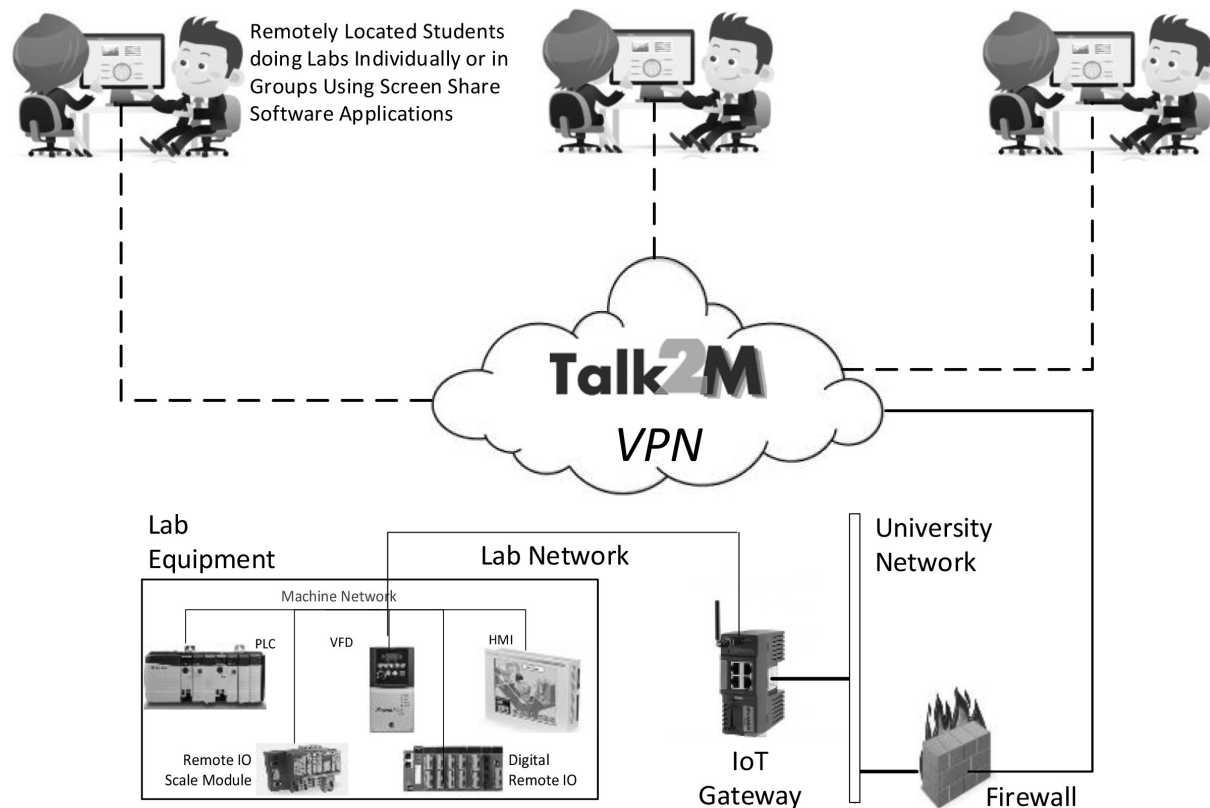 Remotely Located Students
doing Labs Individually or in
Groups Using Screen Share
Software Applications
Talk2M
VPN
Lab
Equipment
Lab Network
University
Network
Machine Network
PLC
VFD
HMI
Remote IO
Scale Module
Digital
Remote IO
IoT
Gateway
Firewall